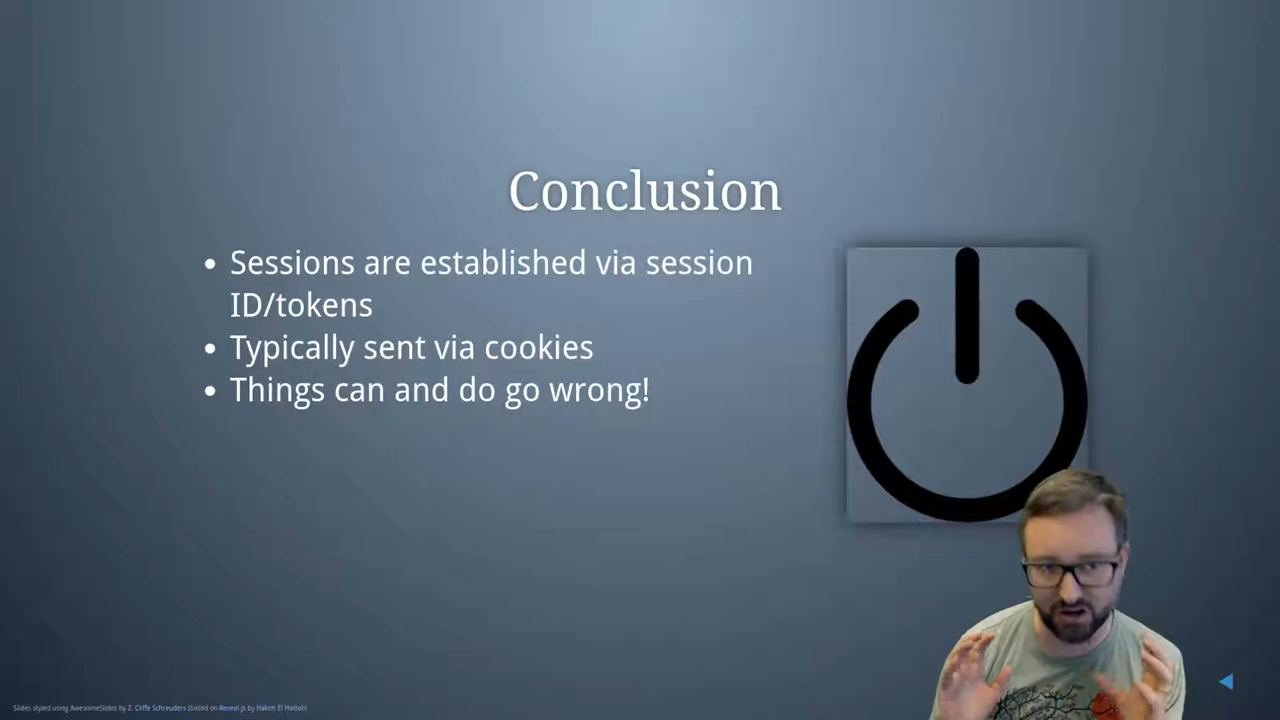 Conclusion
• Sessions are established via session
ID/tokens
• Typically sent via cookies
• Things can and do go wrong!
Slides styled using AwesomeSlides by Z. Cliffe Schreuders (based on Reveal.js by Hakim El Hattab)